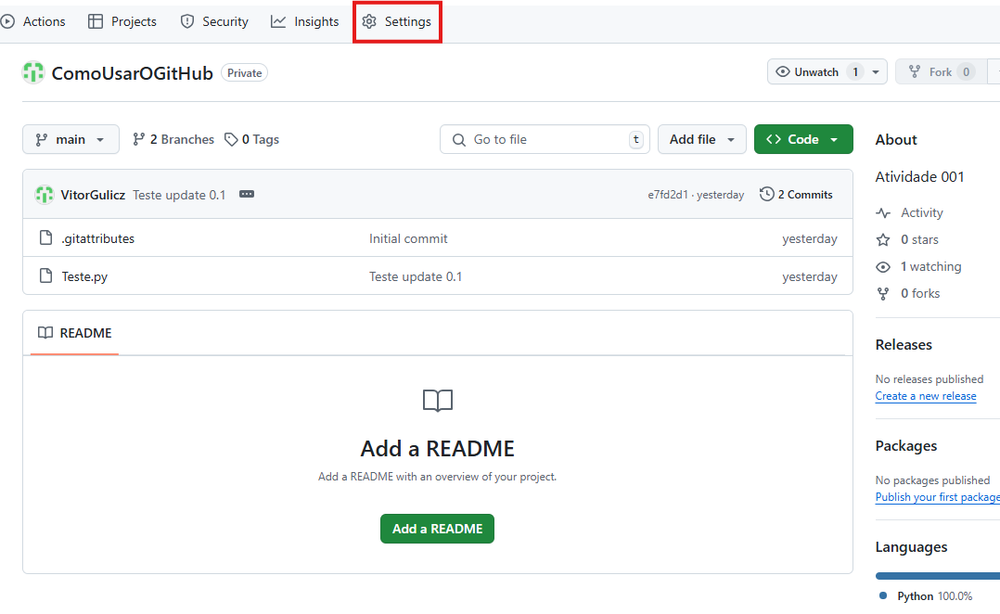 Actions Projects Security Insights Settings
ComoUsarOGitHub Private Unwatch 1 Fork 0
main 2 Branches 0 Tags Go to file t Add file Code About
Atividade 001
VitorGulicz Teste update 0.1 e7fd2d1 · yesterday 2 Commits
Activity
.gitattributes Initial commit yesterday
0 stars
1 watching
Teste.py Teste update 0.1 yesterday
0 forks
README
Releases
No releases published
Create a new release
Add a README
Add a README with an overview of your project.
Add a README
Packages
No packages published
Publish your first package
Languages
Python 100.0%